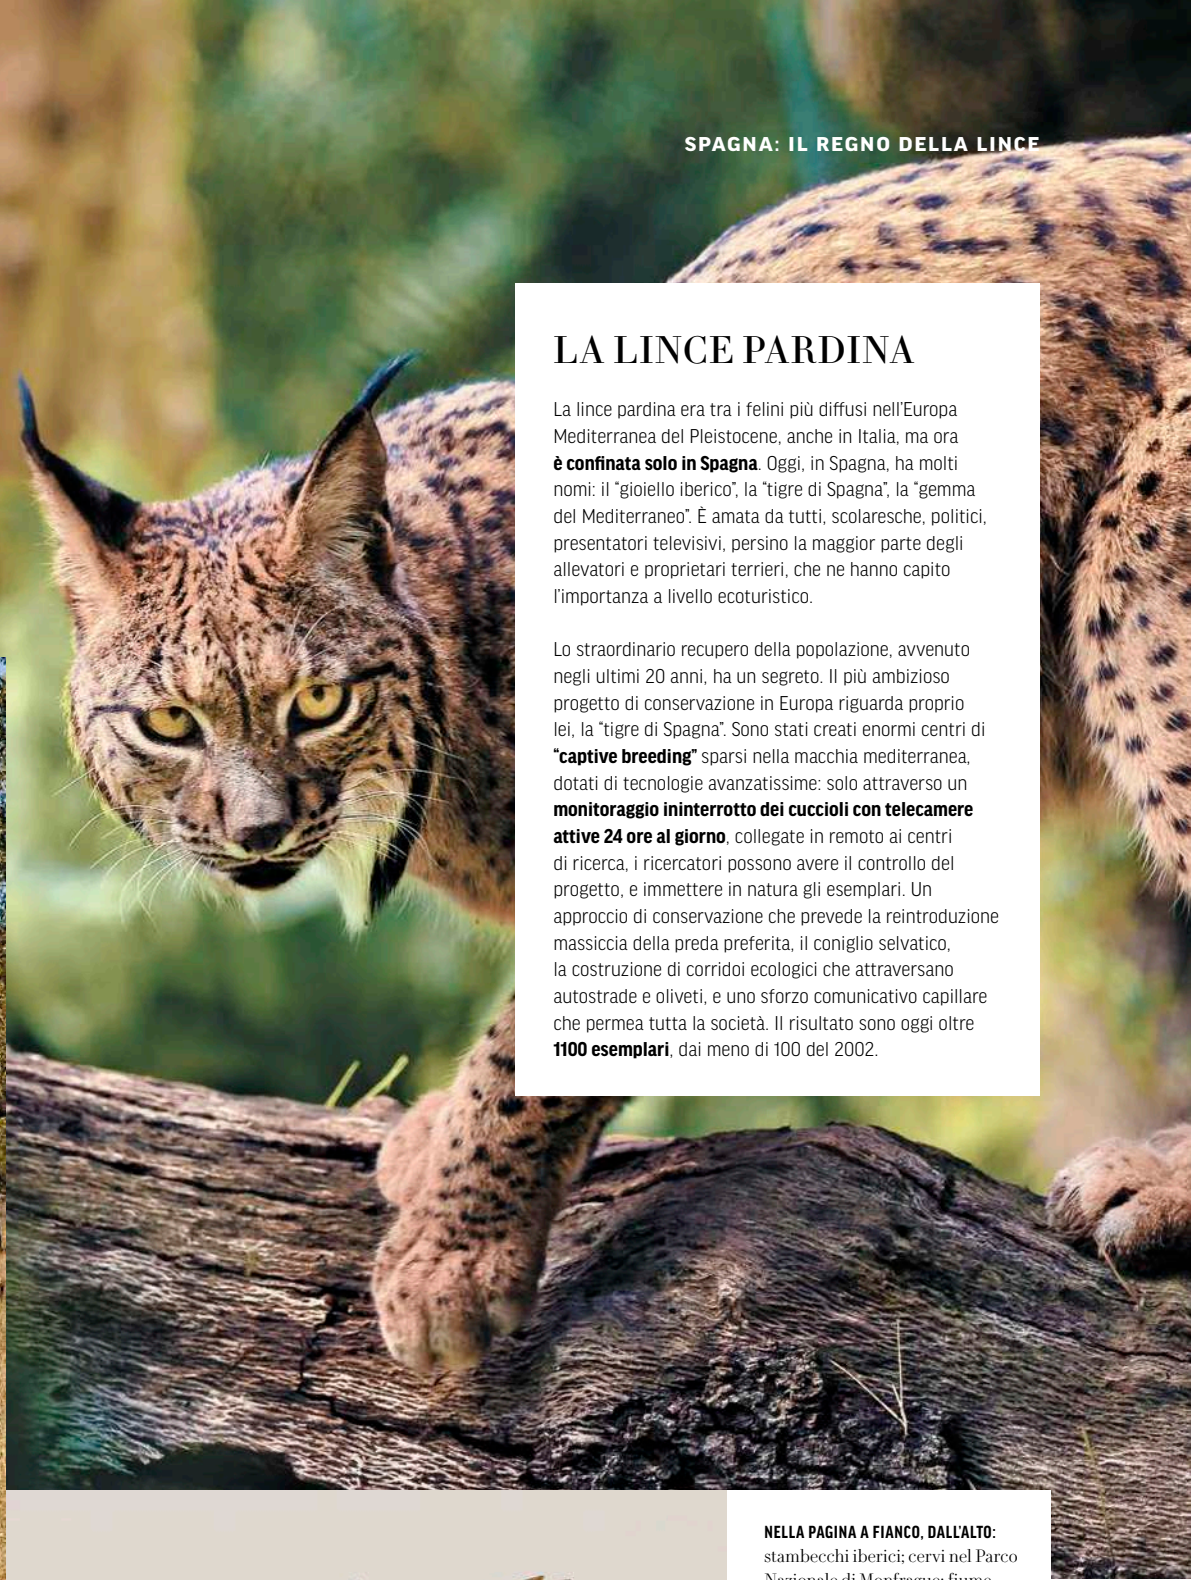 SPAGNA: IL REGNO DELLA LINCE
LA LINCE PARDINA
La lince pardina era tra i felini più diffusi nell'Europa
Mediterranea del Pleistocene, anche in Italia, ma ora
è confinata solo in Spagna. Oggi, in Spagna, ha molti
nomi: il “gioiello iberico”, la “tigre di Spagna”, la “gemma
del Mediterraneo”. È amata da tutti, scolaresche, politici,
presentatori televisivi, persino la maggior parte degli
allevatori e proprietari terrieri, che ne hanno capito
l'importanza a livello ecoturistico.
Lo straordinario recupero della popolazione, avvenuto
negli ultimi 20 anni, ha un segreto. Il più ambizioso
progetto di conservazione in Europa riguarda proprio
lei, la “tigre di Spagna”. Sono stati creati enormi centri di
“captive breeding” sparsi nella macchia mediterranea,
dotati di tecnologie avanzatissime: solo attraverso un
monitoraggio ininterrotto dei cuccioli con telecamere
attive 24 ore al giorno, collegate in remoto ai centri
di ricerca, i ricercatori possono avere il controllo del
progetto, e immettere in natura gli esemplari. Un
approccio di conservazione che prevede la reintroduzione
massiccia della preda preferita, il coniglio selvatico,
la costruzione di corridoi ecologici che attraversano
autostrade e oliveti, e uno sforzo comunicativo capillare
che permea tutta la società. Il risultato sono oggi oltre
1100 esemplari, dai meno di 100 del 2002.
NELLA PAGINA A FIANCO, DALL'ALTO:
stambecchi iberici; cervi nel Parco
Nazionale di Monfrague; fiume